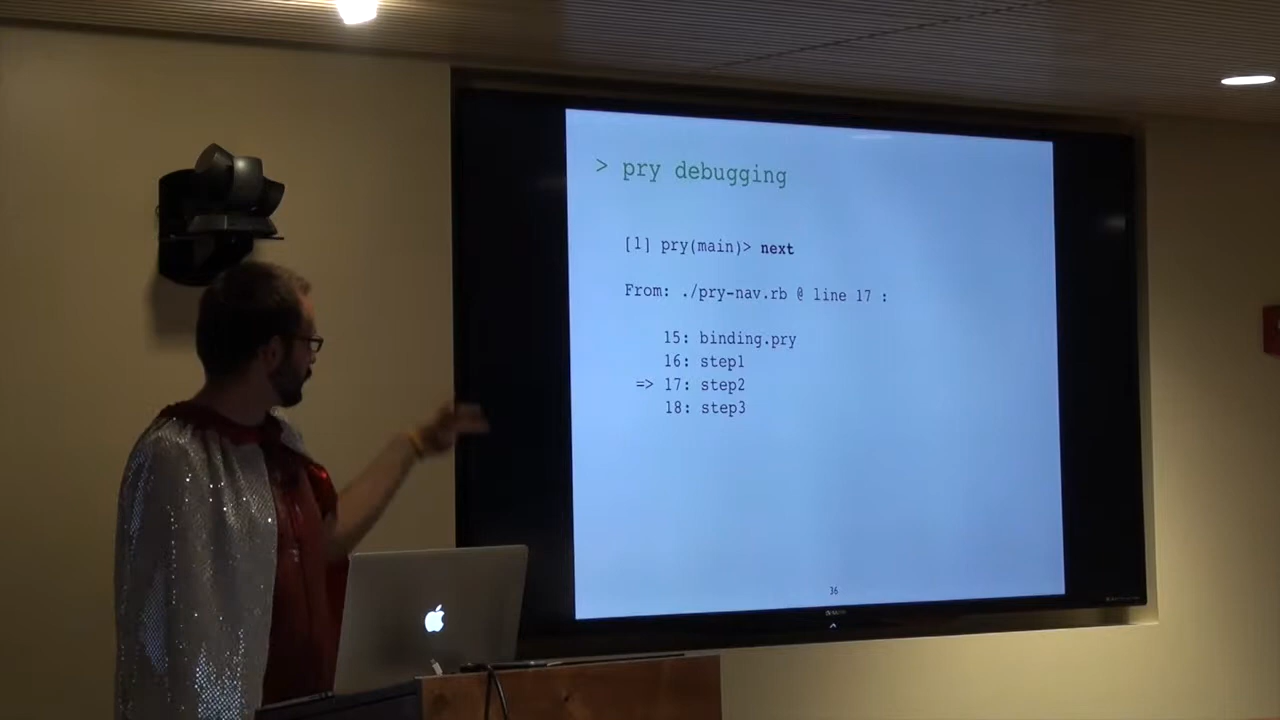 > pry debugging
[1] pry(main)> next
From: ./pry-nav.rb @ line 17 :
15: binding.pry
16: step1
=> 17: step2
18: step3
36